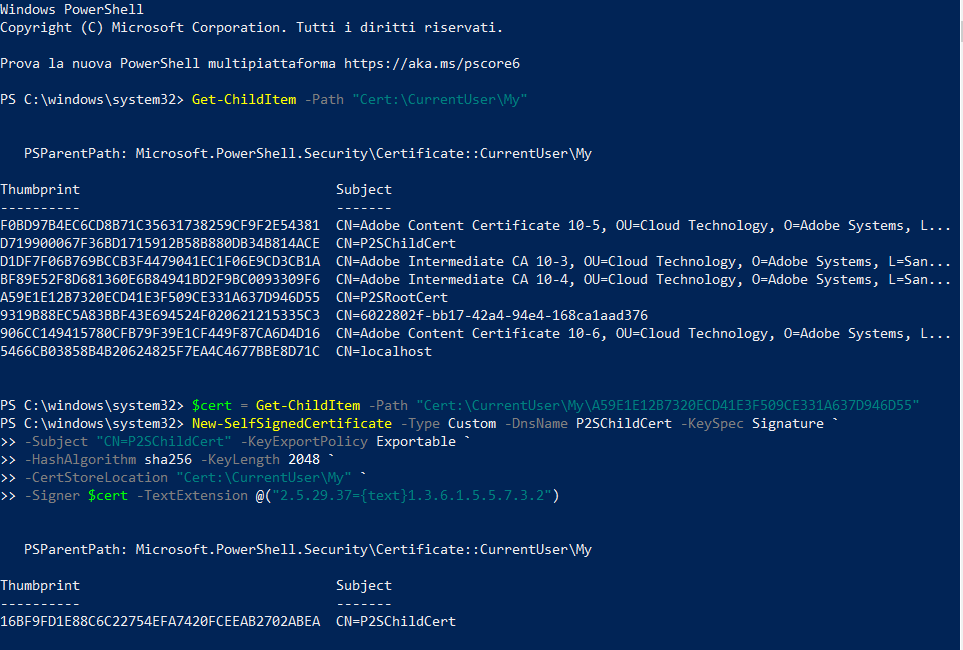 Windows PowerShell
Copyright (C) Microsoft Corporation. Tutti i diritti riservati.
Prova la nuova PowerShell multipiattaforma https://aka.ms/pscore6
PS C:\windows\system32> Get-ChildItem -Path "Cert:\CurrentUser\My"
PSParentPath: Microsoft.PowerShell.Security\Certificate::CurrentUser\My
Thumbprint Subject
---------- -------
F0BD97B4EC6CD8B71C35631738259CF9F2E54381 CN=Adobe Content Certificate 10-5, OU=Cloud Technology, O=Adobe Systems, L...
D719900067F36BD1715912B58B880DB34B814ACE CN=P2SChildCert
D1DF7F06B769BCCB3F4479041EC1F06E9CD3CB1A CN=Adobe Intermediate CA 10-3, OU=Cloud Technology, O=Adobe Systems, L=San...
BF89E52F8D681360E6B84941BD2F9BC0093309F6 CN=Adobe Intermediate CA 10-4, OU=Cloud Technology, O=Adobe Systems, L=San...
A59E1E12B7320ECD41E3F509CE331A637D946D55 CN=P2SRootCert
9319B88EC5A83BBF43E694524F020621215335C3 CN=6022802f-bb17-42a4-94e4-168ca1aad376
906CC149415780CFB79F39E1CF449F87CA6D4D16 CN=Adobe Content Certificate 10-6, OU=Cloud Technology, O=Adobe Systems, L...
5466CB03858B4B20624825F7EA4C4677BBE8D71C CN=localhost
PS C:\windows\system32> $cert = Get-ChildItem -Path "Cert:\CurrentUser\My\A59E1E12B7320ECD41E3F509CE331A637D946D55"
PS C:\windows\system32> New-SelfSignedCertificate -Type Custom -DnsName P2SChildCert -KeySpec Signature `
>> -Subject "CN=P2SChildCert" -KeyExportPolicy Exportable `
>> -HashAlgorithm sha256 -KeyLength 2048 `
>> -CertStoreLocation "Cert:\CurrentUser\My" `
>> -Signer $cert -TextExtension @("2.5.29.37={text}1.3.6.1.5.5.7.3.2")
PSParentPath: Microsoft.PowerShell.Security\Certificate::CurrentUser\My
Thumbprint Subject
---------- -------
16BF9FD1E88C6C22754EFA7420FCEEAB2702ABEA CN=P2SChildCert